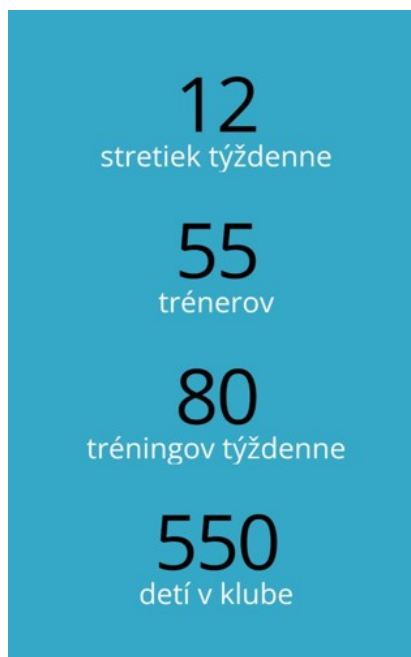 12
stretiek týždenne
55
trénerov
80
tréningov týždenne
550
detí v klube